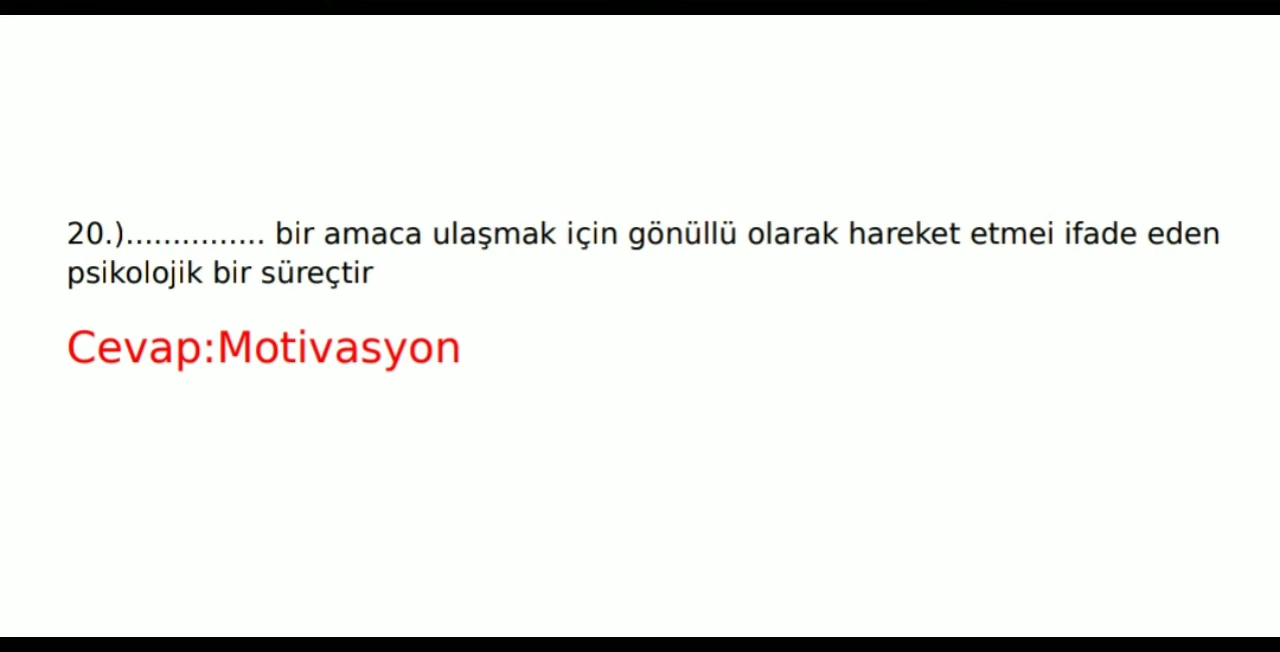 20.)............... bir amaca ulaşmak için gönüllü olarak hareket etmei ifade eden
psikolojik bir süreçtir
Cevap:Motivasyon